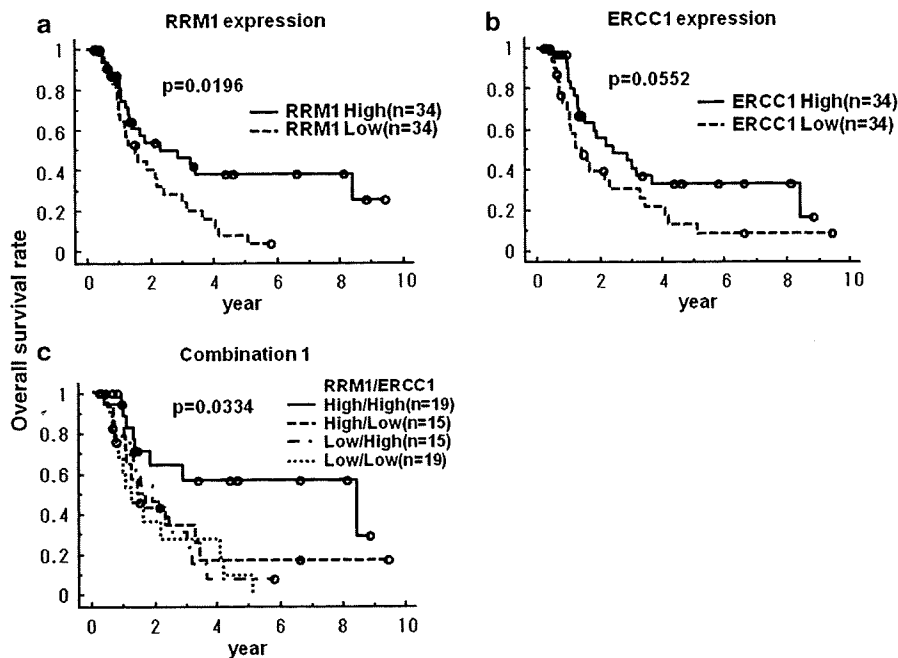 a
RRM1 expression
1
0.8
0.6
0.4
0.2
0
p=0.0196
RRM1 High(n=34)
RRM1 Low(n=34)
0 2 4 6 8 10
year
b
ERCC1 expression
1
0.8
0.6
0.4
0.2
0
p=0.0552
ERCC1 High(n=34)
ERCC1 Low(n=34)
0 2 4 6 8 10
year
Overall survival rate
c
Combination 1
1
0.8
0.6
0.4
0.2
0
p=0.0334
RRM1/ERCC1
High/High(n=19)
High/Low(n=15)
Low/High(n=15)
Low/Low(n=19)
0 2 4 6 8 10
year